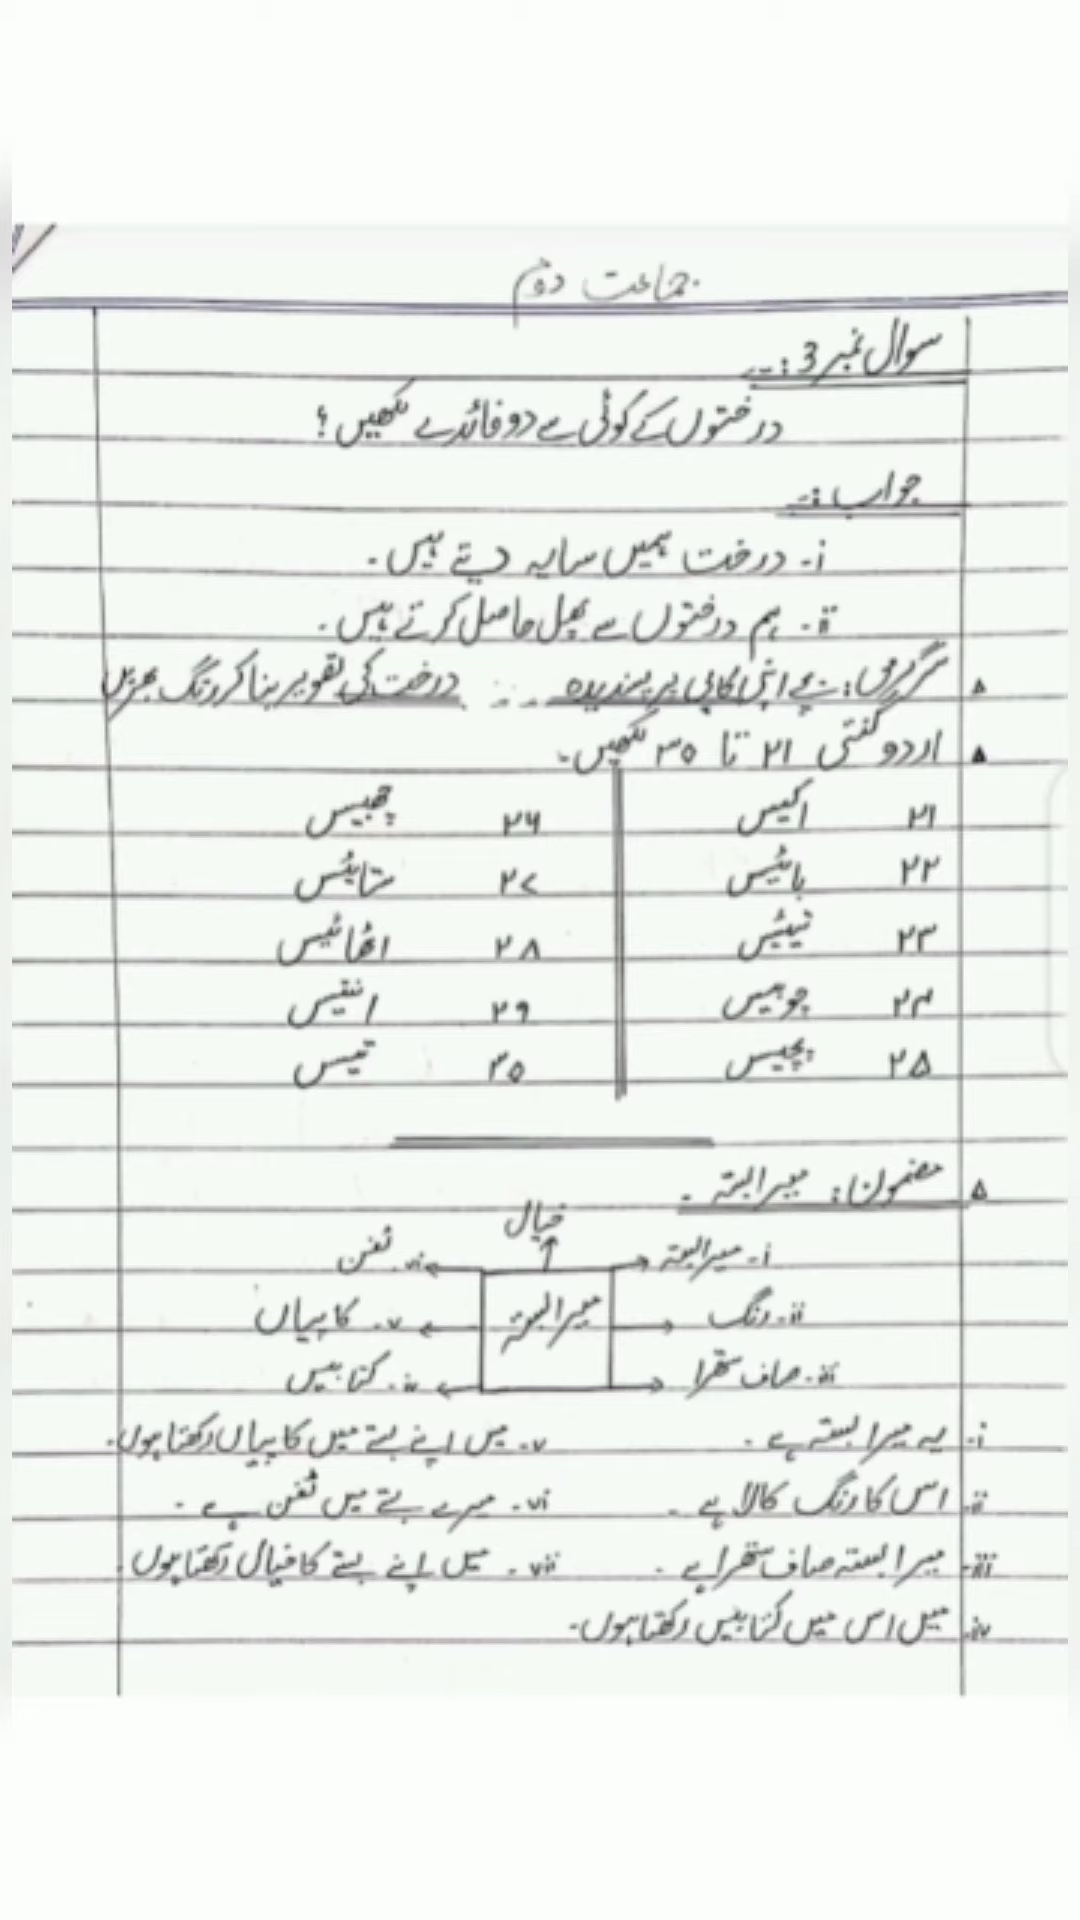 جماعت دوم
سوال نمبر 3:۔
درختوں کے کوئی سے دو فائدے لکھیں؟
جواب:۔
i۔ درخت ہمیں سایہ دیتے ہیں۔
ii۔ ہم درختوں سے پھل حاصل کرتے ہیں۔
سرگرمی: بچے اپنی کاپی پر پسندیدہ ... درخت کی تصویر بنا کر رنگ بھریں
اردو گنتی ۲۱ تا ۳۰ لکھیں۔
۲۱ اکیس ۲۶ چھبیس
۲۲ بائیس ۲۷ ستائیس
۲۳ تیئیس ۲۸ اٹھائیس
۲۴ چوبیس ۲۹ انتیس
۲۵ پچیس ۳۰ تیس
مضمون: میرا بستہ۔
خیال
i۔ میرا بستہ vi۔ ٹفن
ii۔ رنگ میرا بستہ v۔ کاپیاں
iii۔ صاف ستھرا iv۔ کتابیں
i۔ یہ میرا بستہ ہے۔ v۔ میں اپنے بستے میں کاپیاں رکھتا ہوں۔
ii۔ اس کا رنگ کالا ہے۔ vi۔ میرے بستے میں ٹفن ہے۔
iii۔ میرا بستہ صاف ستھرا ہے۔ vii۔ میں اپنے بستے کا خیال رکھتا ہوں۔
iv۔ میں اس میں کتابیں رکھتا ہوں۔